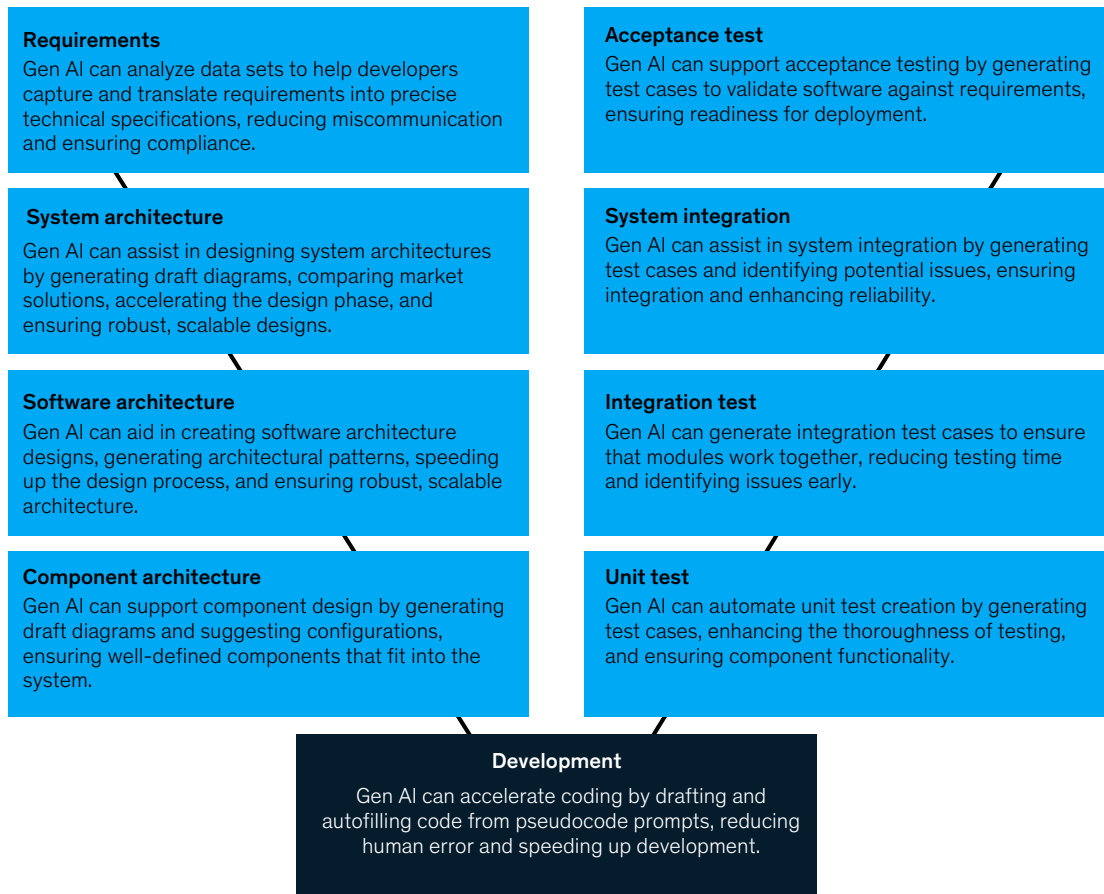 Requirements
Gen AI can analyze data sets to help developers
capture and translate requirements into precise
technical specifications, reducing miscommunication
and ensuring compliance.
System architecture
Gen AI can assist in designing system architectures
by generating draft diagrams, comparing market
solutions, accelerating the design phase, and
ensuring robust, scalable designs.
Software architecture
Gen AI can aid in creating software architecture
designs, generating architectural patterns, speeding
up the design process, and ensuring robust, scalable
architecture.
Component architecture
Gen AI can support component design by generating
draft diagrams and suggesting configurations,
ensuring well-defined components that fit into the
system.
Development
Gen AI can accelerate coding by drafting and
autofilling code from pseudocode prompts, reducing
human error and speeding up development.
Acceptance test
Gen AI can support acceptance testing by generating
test cases to validate software against requirements,
ensuring readiness for deployment.
System integration
Gen AI can assist in system integration by generating
test cases and identifying potential issues, ensuring
integration and enhancing reliability.
Integration test
Gen AI can generate integration test cases to ensure
that modules work together, reducing testing time
and identifying issues early.
Unit test
Gen AI can automate unit test creation by generating
test cases, enhancing the thoroughness of testing,
and ensuring component functionality.